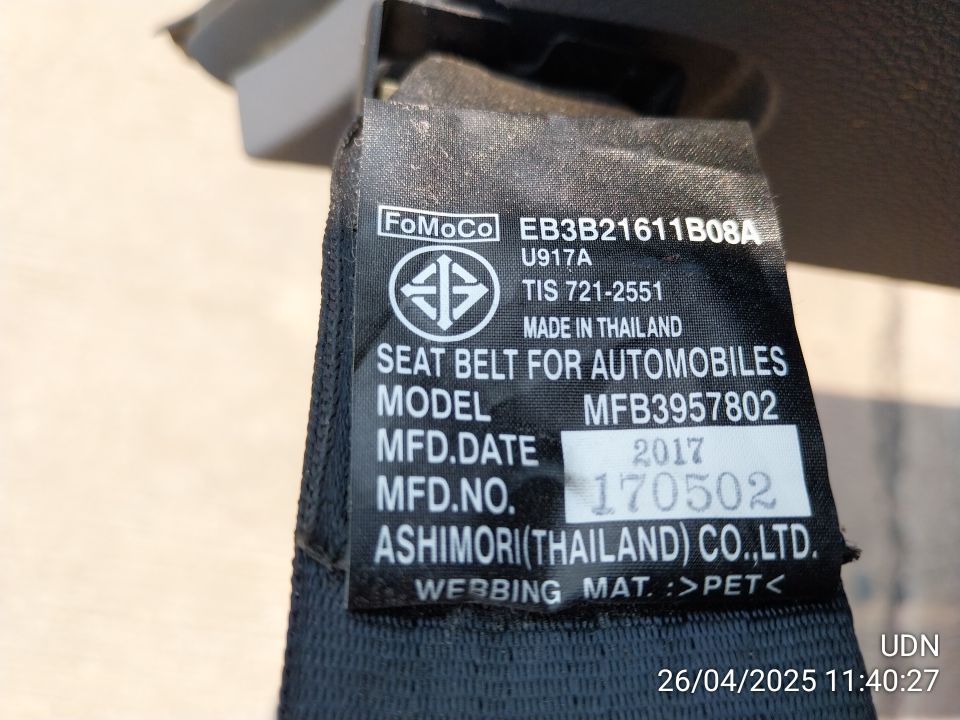 FoMoCo EB3B21611B08A
U917A
TIS 721-2551
MADE IN THAILAND
SEAT BELT FOR AUTOMOBILES
MODEL MFB3957802
MFD.DATE 2017
MFD.NO. 170502
ASHIMORI(THAILAND) CO.,LTD.
WEBBING MAT. :>PET<
UDN
26/04/2025 11:40:27